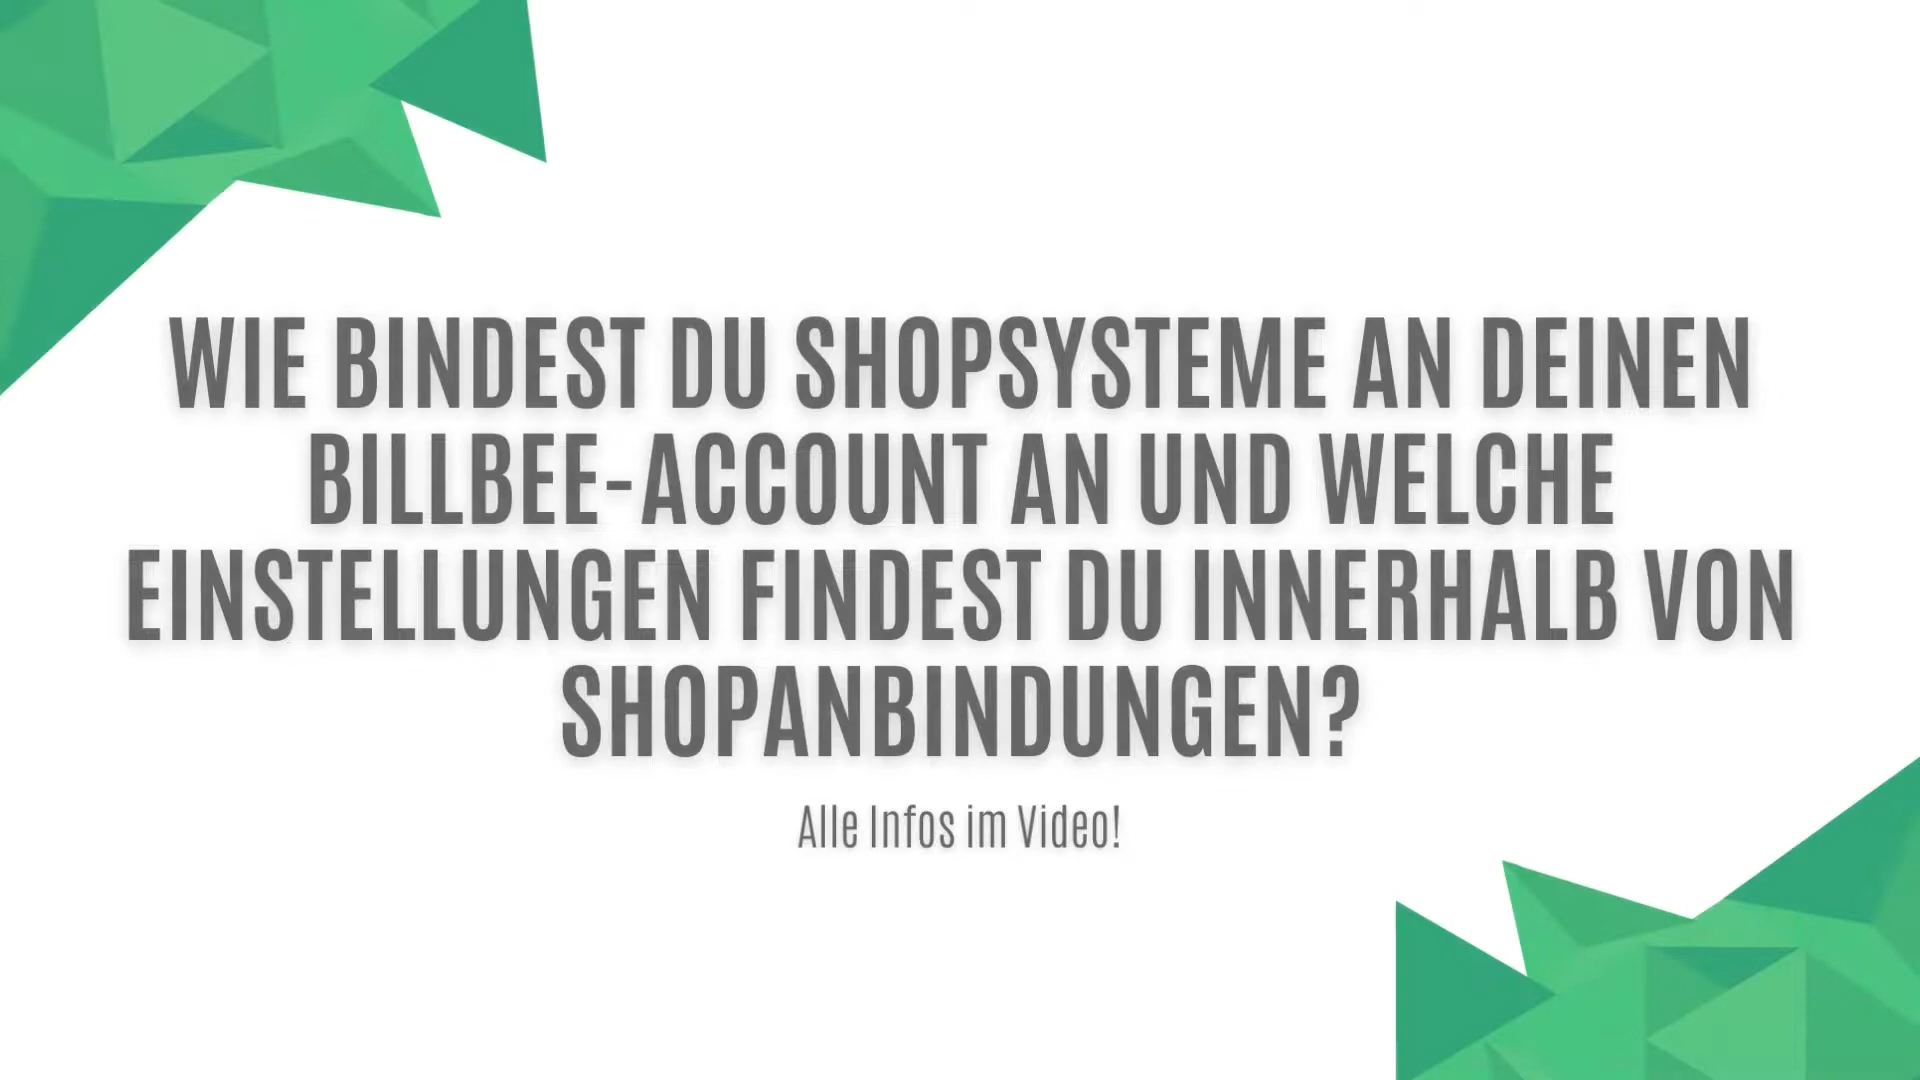 WIE BINDEST DU SHOPSYSTEME AN DEINEN
BILLBEE-ACCOUNT AN UND WELCHE
EINSTELLUNGEN FINDEST DU INNERHALB VON
SHOPANBINDUNGEN?
Alle Infos im Video!